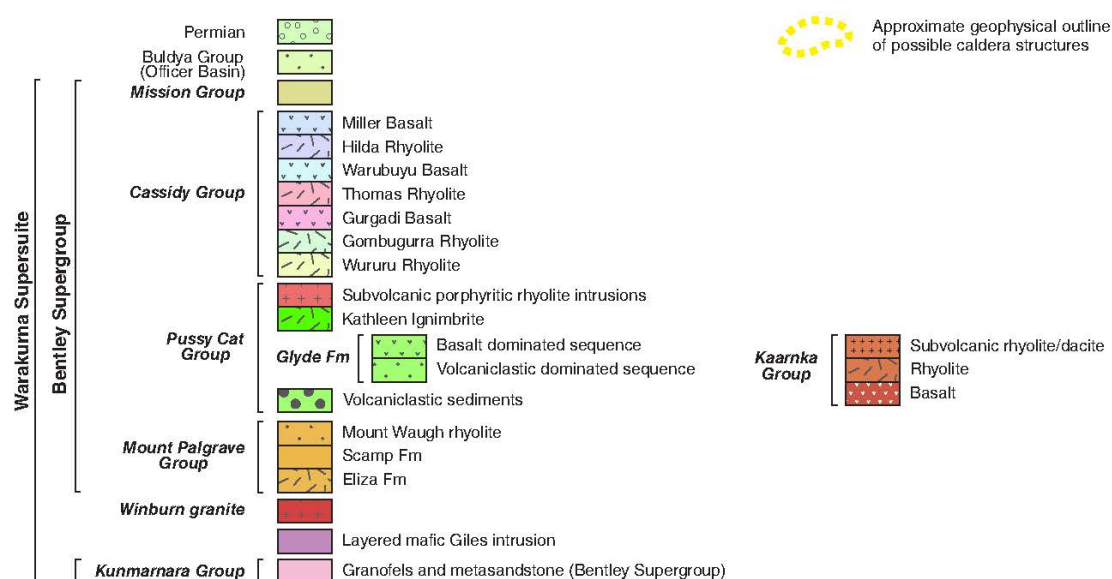 Permian
Buldya Group
(Officer Basin)
Mission Group
Miller Basalt
Hilda Rhyolite
Warubuyu Basalt
Thomas Rhyolite
Gurgadi Basalt
Gombugurra Rhyolite
Wururu Rhyolite
Cassidy Group
Subvolcanic porphyritic rhyolite intrusions
Kathleen Ignimbrite
Pussy Cat
Group
Glyde Fm
Basalt dominated sequence
Volcaniclastic dominated sequence
Volcaniclastic sediments
Mount Palgrave
Group
Mount Waugh rhyolite
Scamp Fm
Eliza Fm
Winburn granite
Layered mafic Giles intrusion
Kunmarnara Group
Granofels and metasandstone (Bentley Supergroup)
Warakurna Supersuite
Bentley Supergroup
Approximate geophysical outline
of possible caldera structures
Kaarnka
Group
Subvolcanic rhyolite/dacite
Rhyolite
Basalt